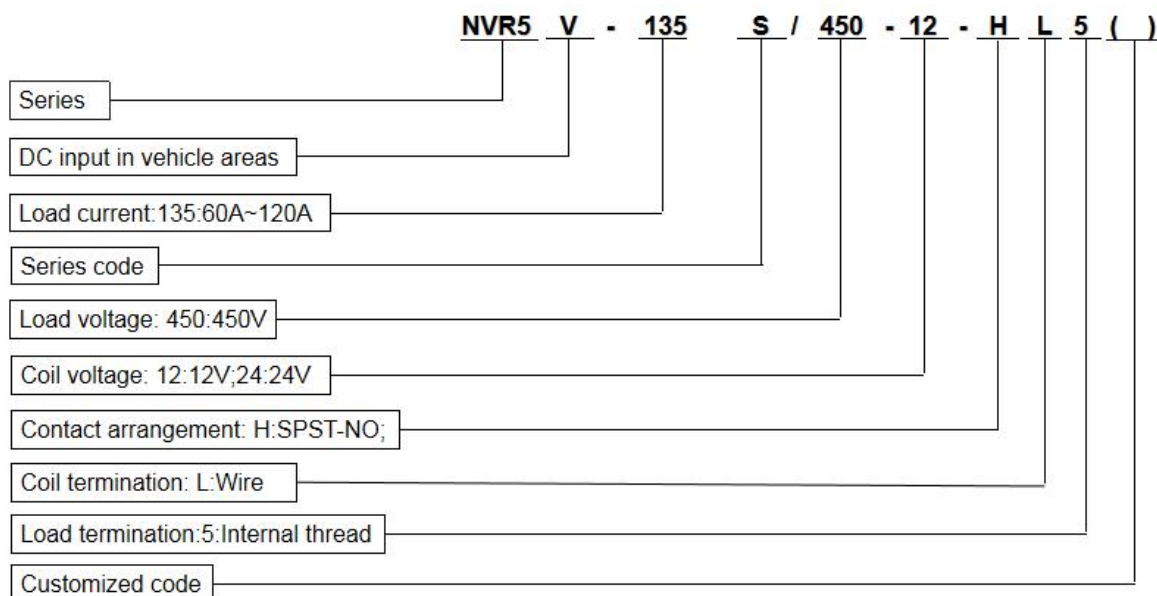 NVR5 V - 135 S / 450 - 12 - H L 5 ( )
Series
DC input in vehicle areas
Load current:135:60A~120A
Series code
Load voltage: 450:450V
Coil voltage: 12:12V;24:24V
Contact arrangement: H:SPST-NO;
Coil termination: L:Wire
Load termination:5:Internal thread
Customized code